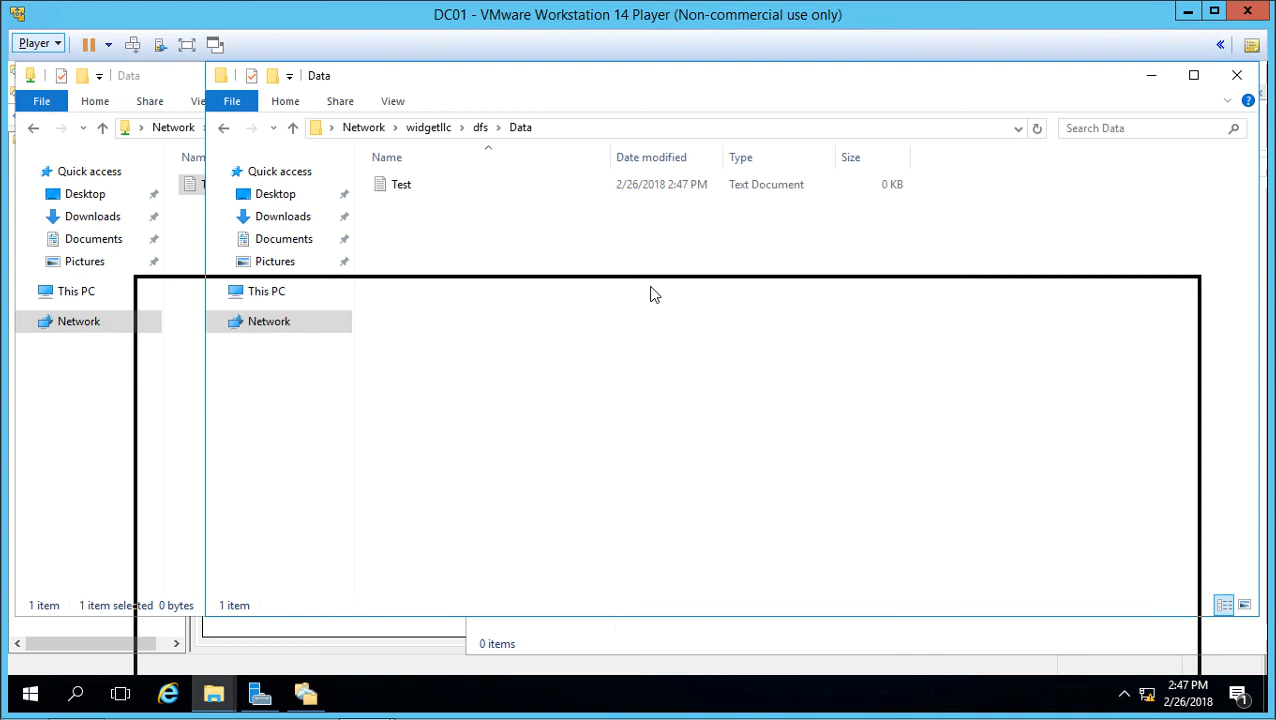 DC01 - VMware Workstation 14 Player (Non-commercial use only)
Player
Data
File Home Share
Network
Quick access
Desktop
Downloads
Documents
Pictures
This PC
Network
1 item 1 item selected 0 bytes
Data
File Home Share View
Network widgetllc dfs Data
Search Data
Name Date modified Type Size
Test 2/26/2018 2:47 PM Text Document 0 KB
Quick access
Desktop
Downloads
Documents
Pictures
This PC
Network
1 item
0 items
2:47 PM
2/26/2018
1